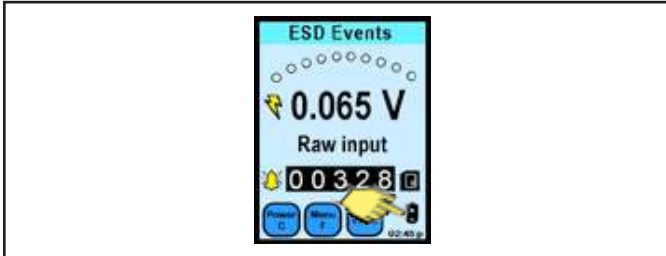 ESD Events
0.065 V
Raw input
00328
Power Menu
C F
02:45 p